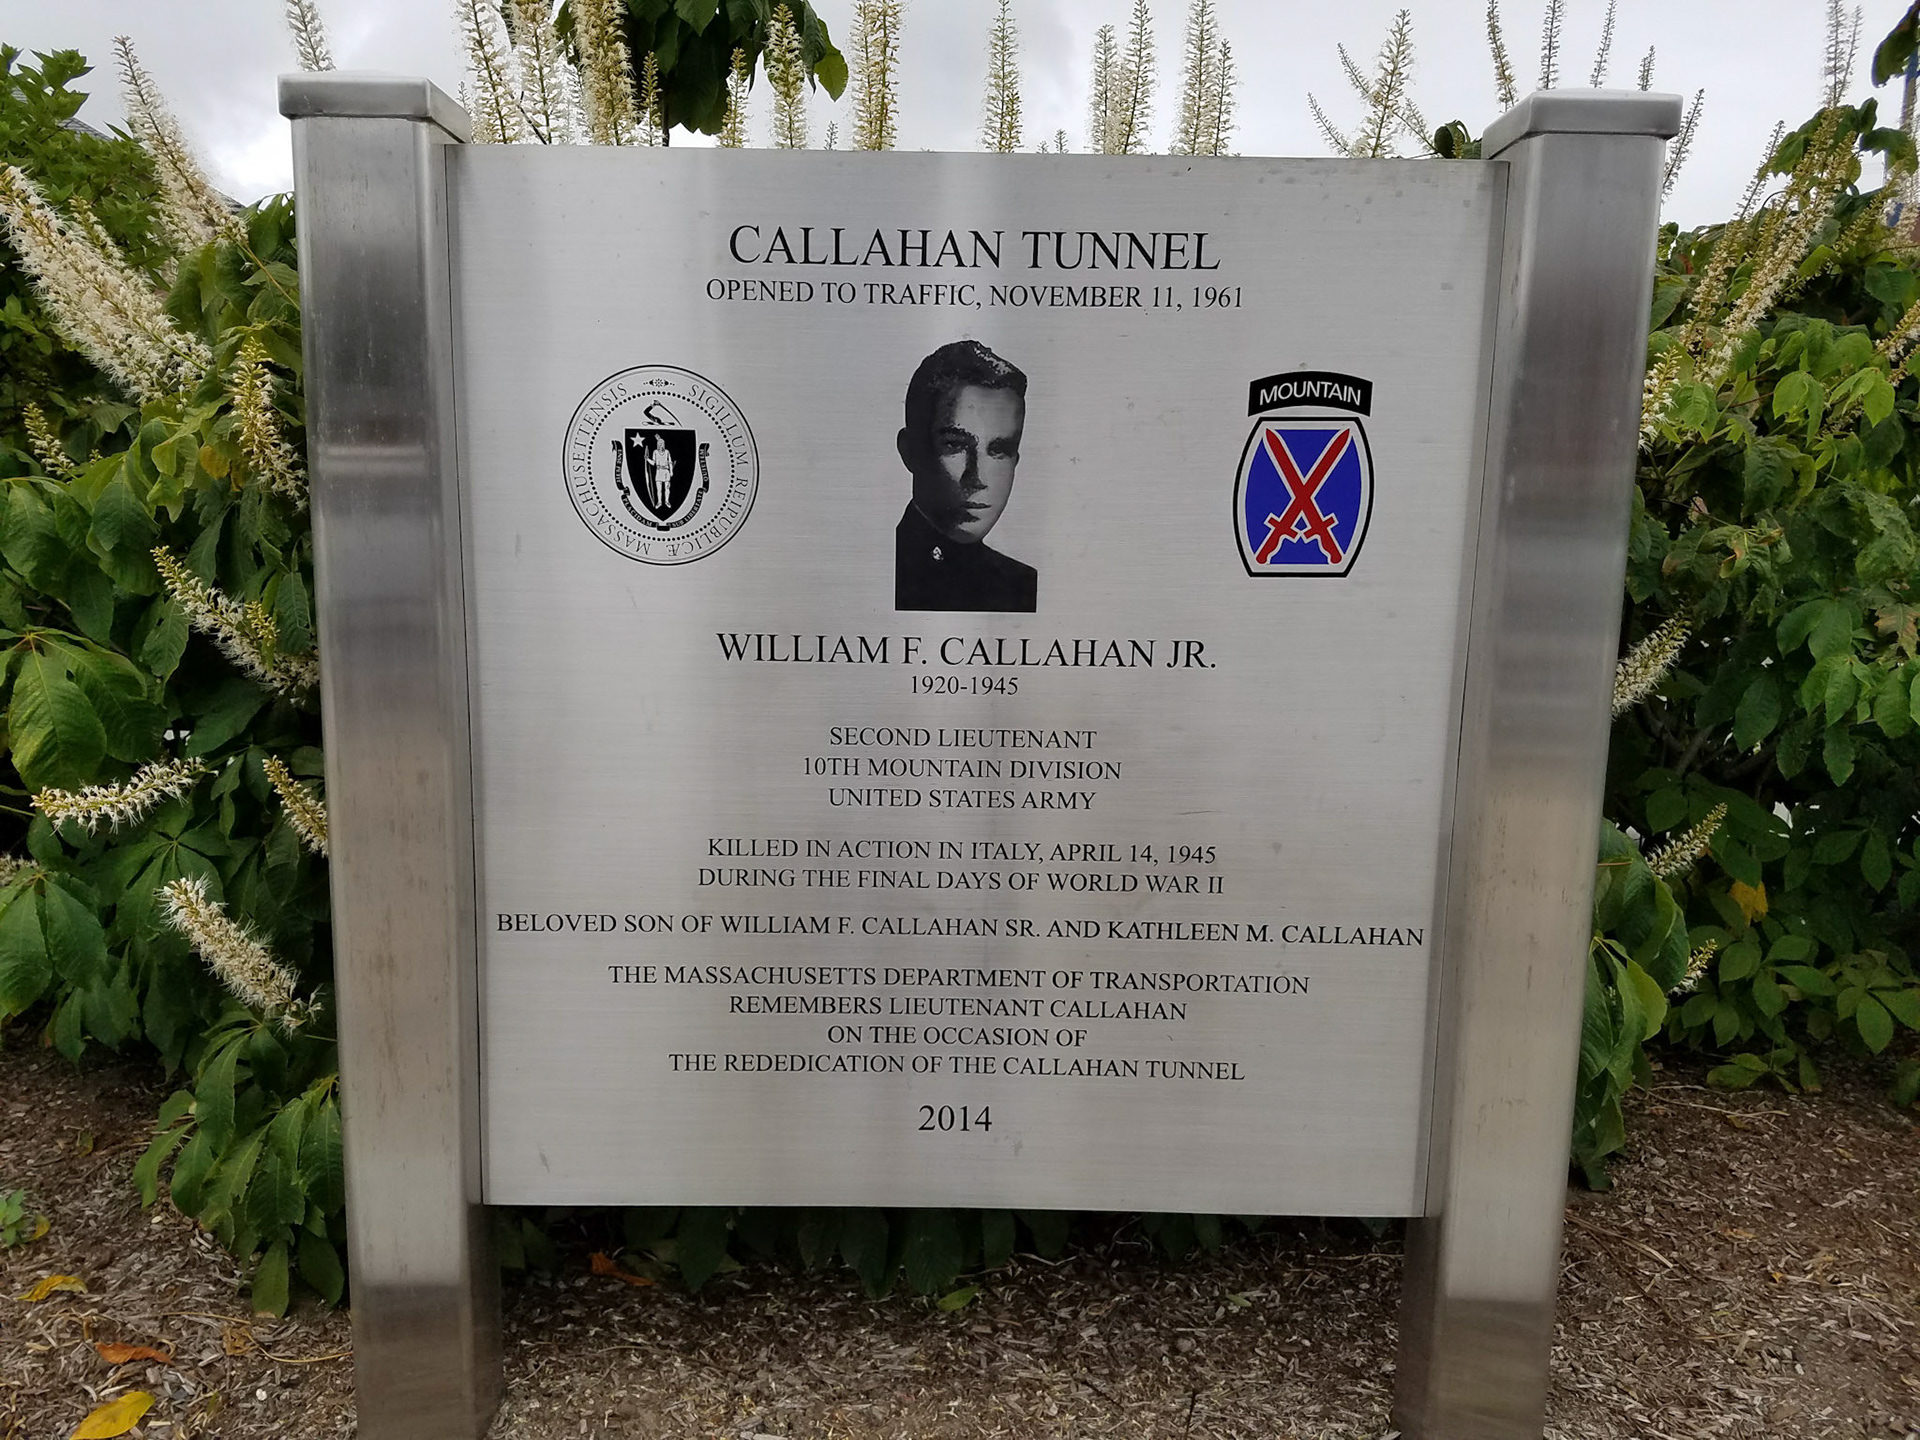 CALLAHAN TUNNEL
OPENED TO TRAFFIC, NOVEMBER 11, 1961
SIGILLUM REIPUBLICÆ MASSACHUSETTENSIS
MOUNTAIN
WILLIAM F. CALLAHAN JR.
1920-1945
SECOND LIEUTENANT
10TH MOUNTAIN DIVISION
UNITED STATES ARMY
KILLED IN ACTION IN ITALY, APRIL 14, 1945
DURING THE FINAL DAYS OF WORLD WAR II
BELOVED SON OF WILLIAM F. CALLAHAN SR. AND KATHLEEN M. CALLAHAN
THE MASSACHUSETTS DEPARTMENT OF TRANSPORTATION
REMEMBERS LIEUTENANT CALLAHAN
ON THE OCCASION OF
THE REDEDICATION OF THE CALLAHAN TUNNEL
2014